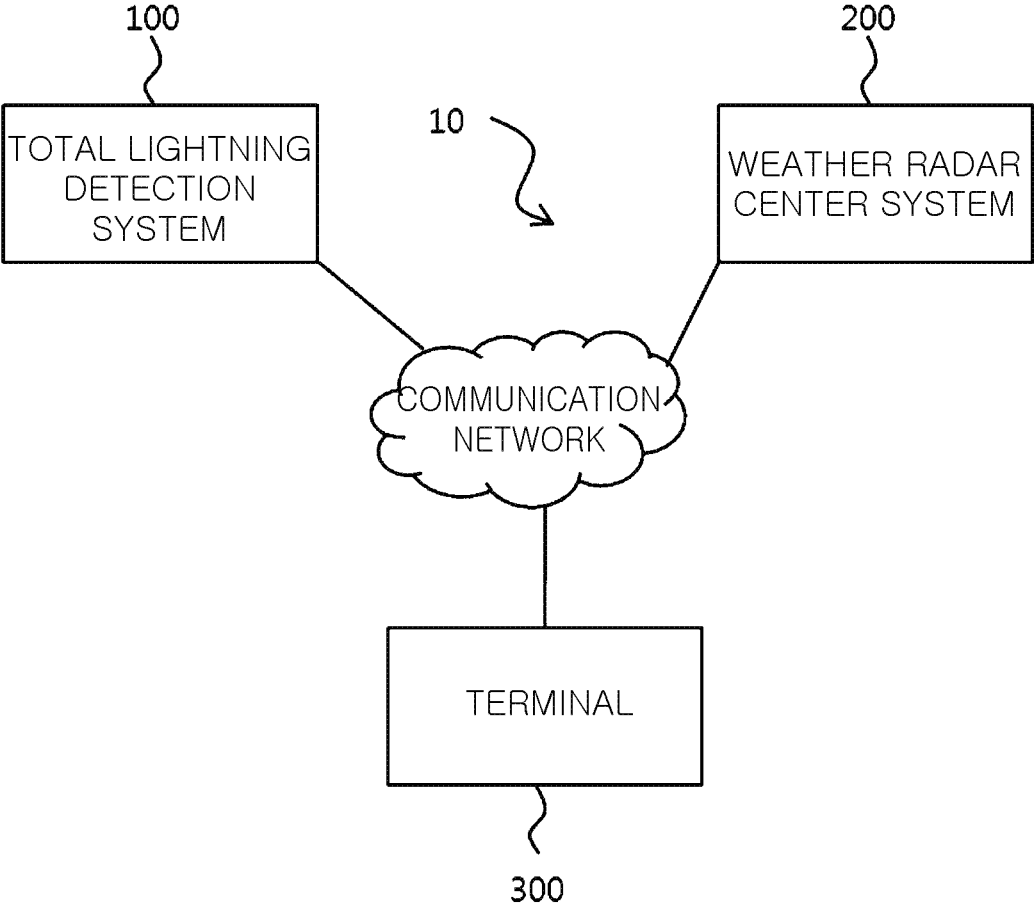 100
200
10
TOTAL LIGHTNING
DETECTION
SYSTEM
WEATHER RADAR
CENTER SYSTEM
COMMUNICATION
NETWORK
TERMINAL
300